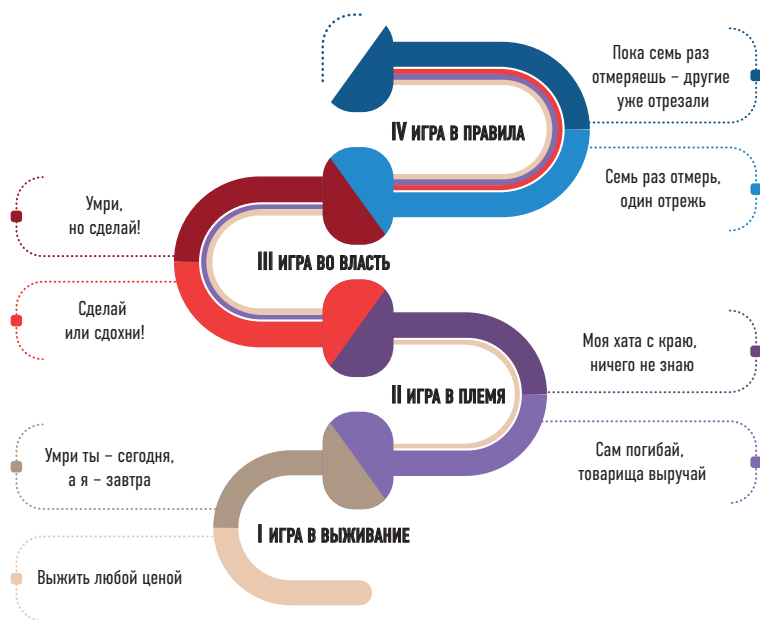 Пока семь раз
отмеряешь – другие
уже отрезали
IV ИГРА В ПРАВИЛА
Семь раз отмерь,
один отрежь
Умри,
но сделай!
III ИГРА ВО ВЛАСТЬ
Сделай
или сдохни!
Моя хата с краю,
ничего не знаю
II ИГРА В ПЛЕМЯ
Умри ты – сегодня,
а я – завтра
Сам погибай,
товарища выручай
I ИГРА В ВЫЖИВАНИЕ
Выжить любой ценой